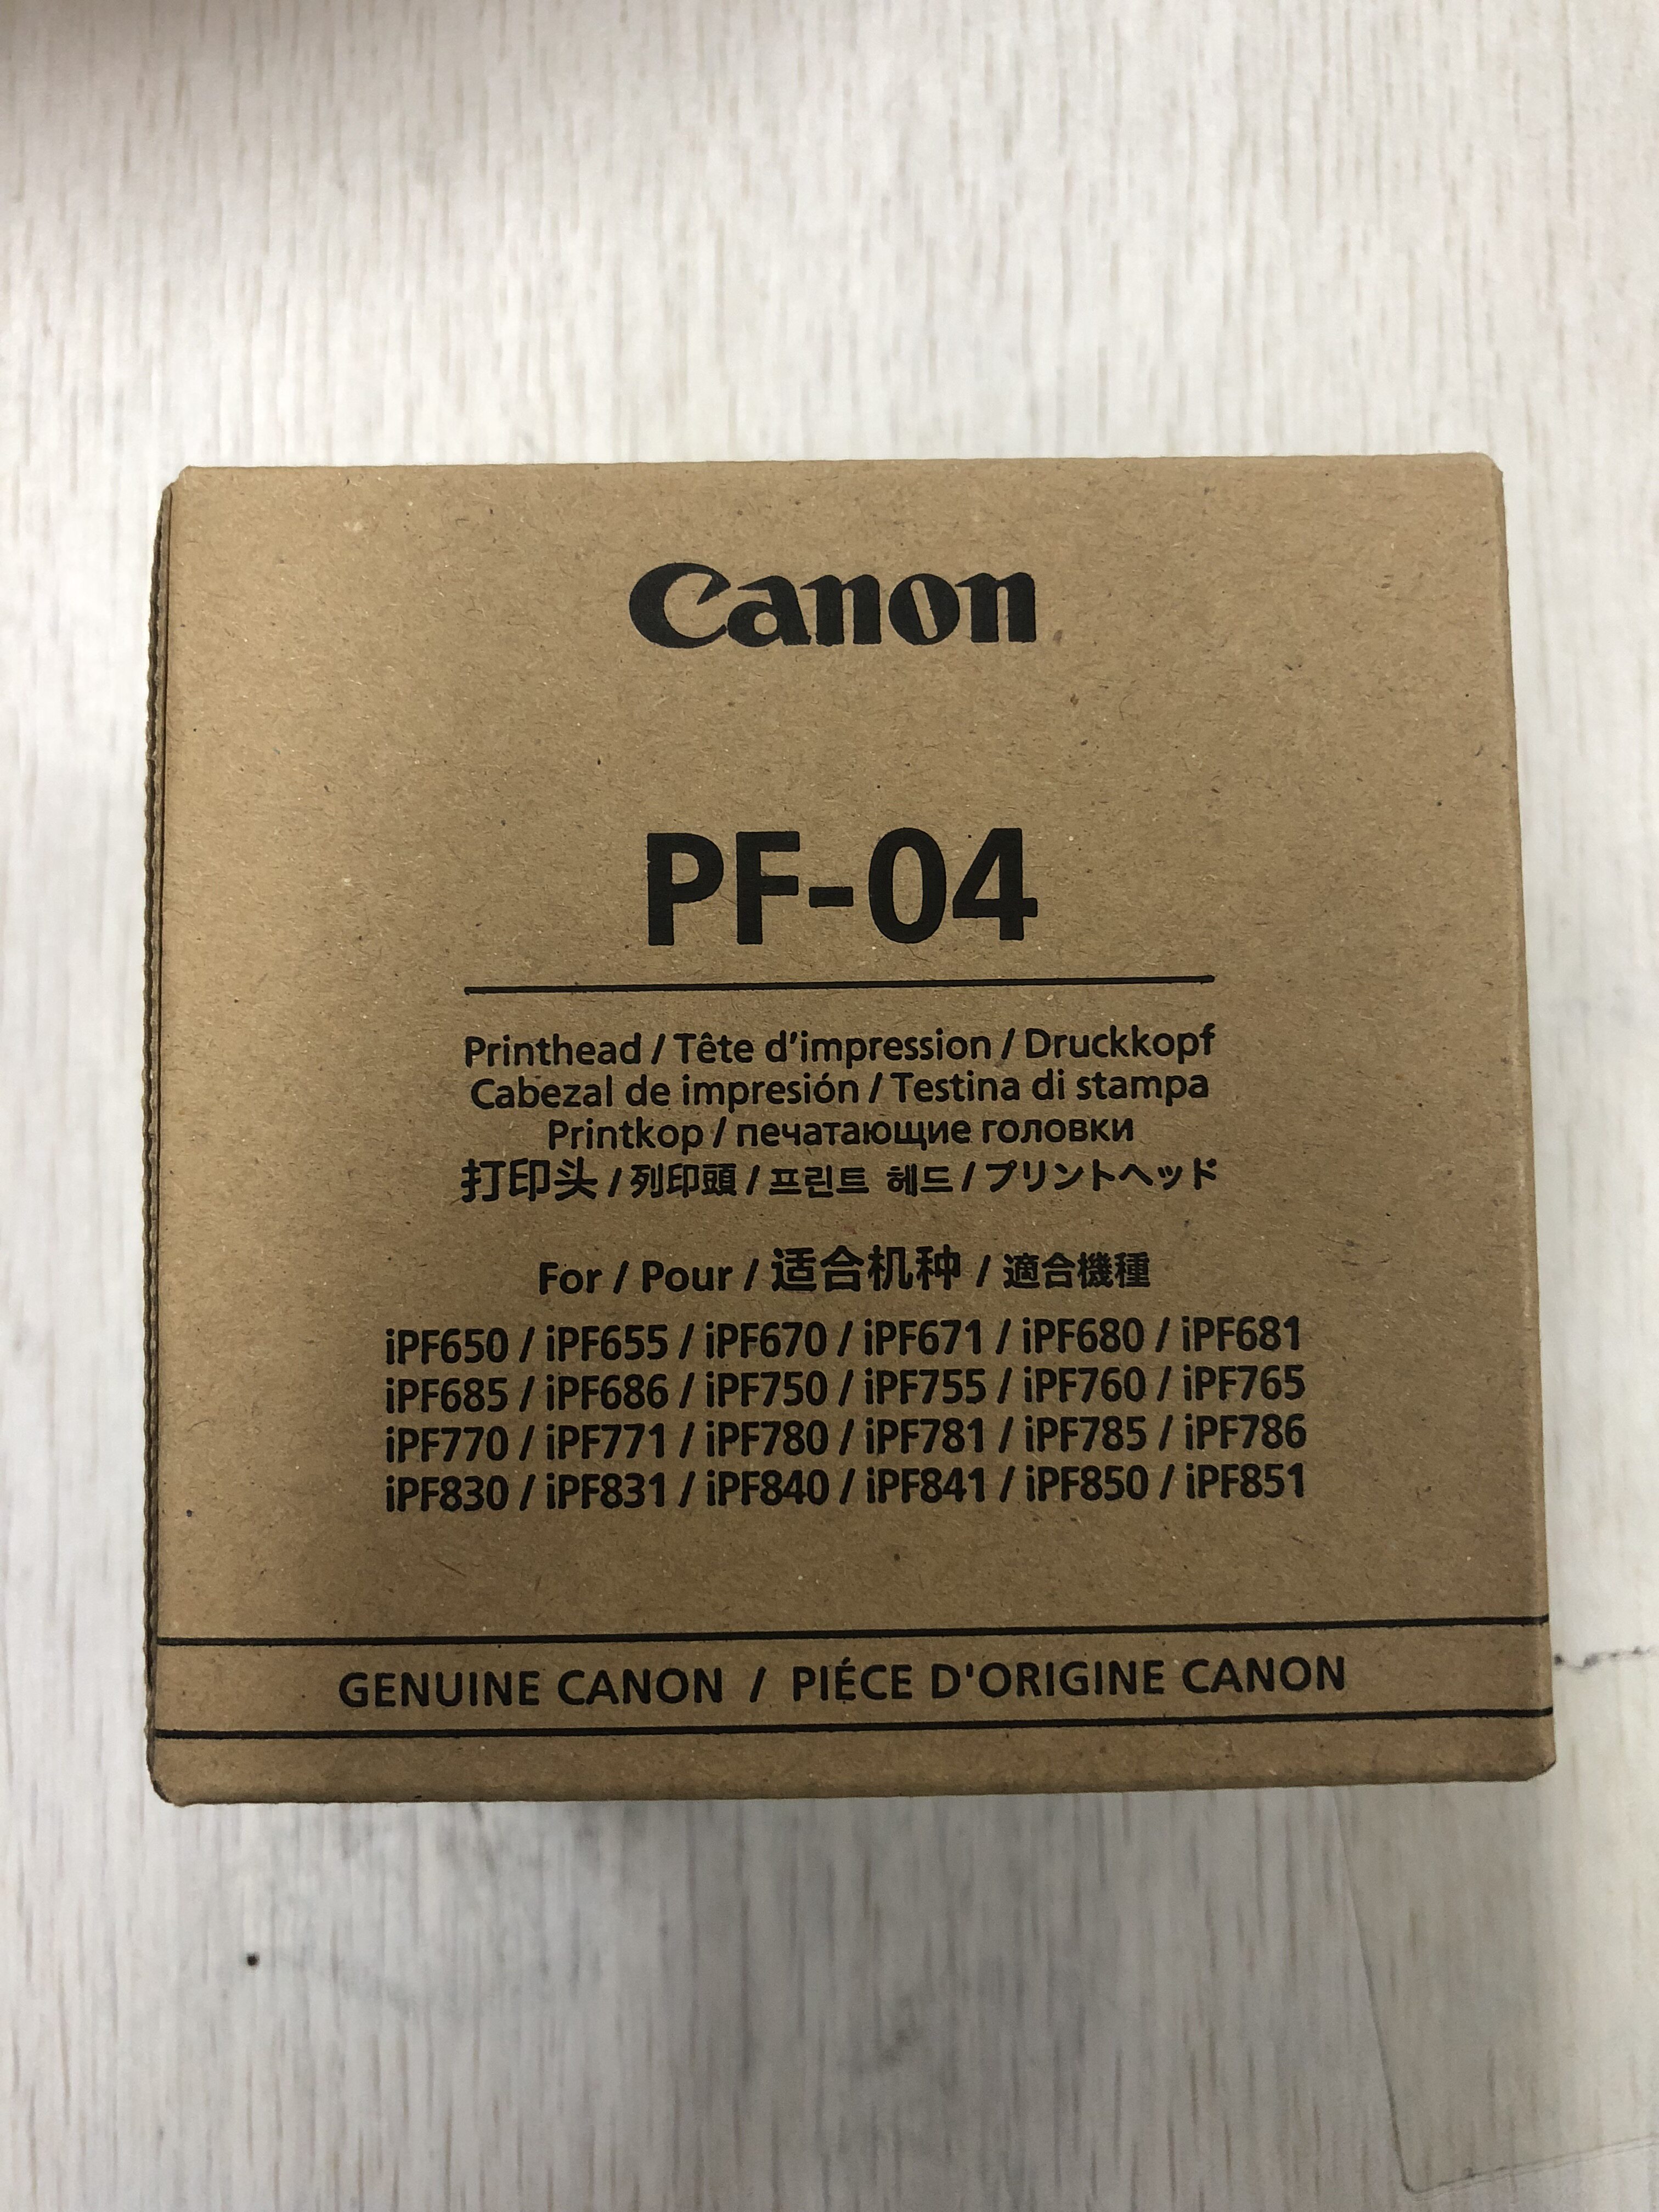 Canon
PF-04
Printhead / Tête d'impression / Druckkopf
Cabezal de impresión / Testina di stampa
Printkop / печатающие головки
打印头 / 列印頭 / 프린트 헤드 / プリントヘッド
For / Pour / 适合机种 / 適合機種
iPF650 / iPF655 / iPF670 / iPF671 / iPF680 / iPF681
iPF685 / iPF686 / iPF750 / iPF755 / iPF760 / iPF765
iPF770 / iPF771 / iPF780 / iPF781 / iPF785 / iPF786
iPF830 / iPF831 / iPF840 / iPF841 / iPF850 / iPF851
GENUINE CANON / PIÉCE D'ORIGINE CANON